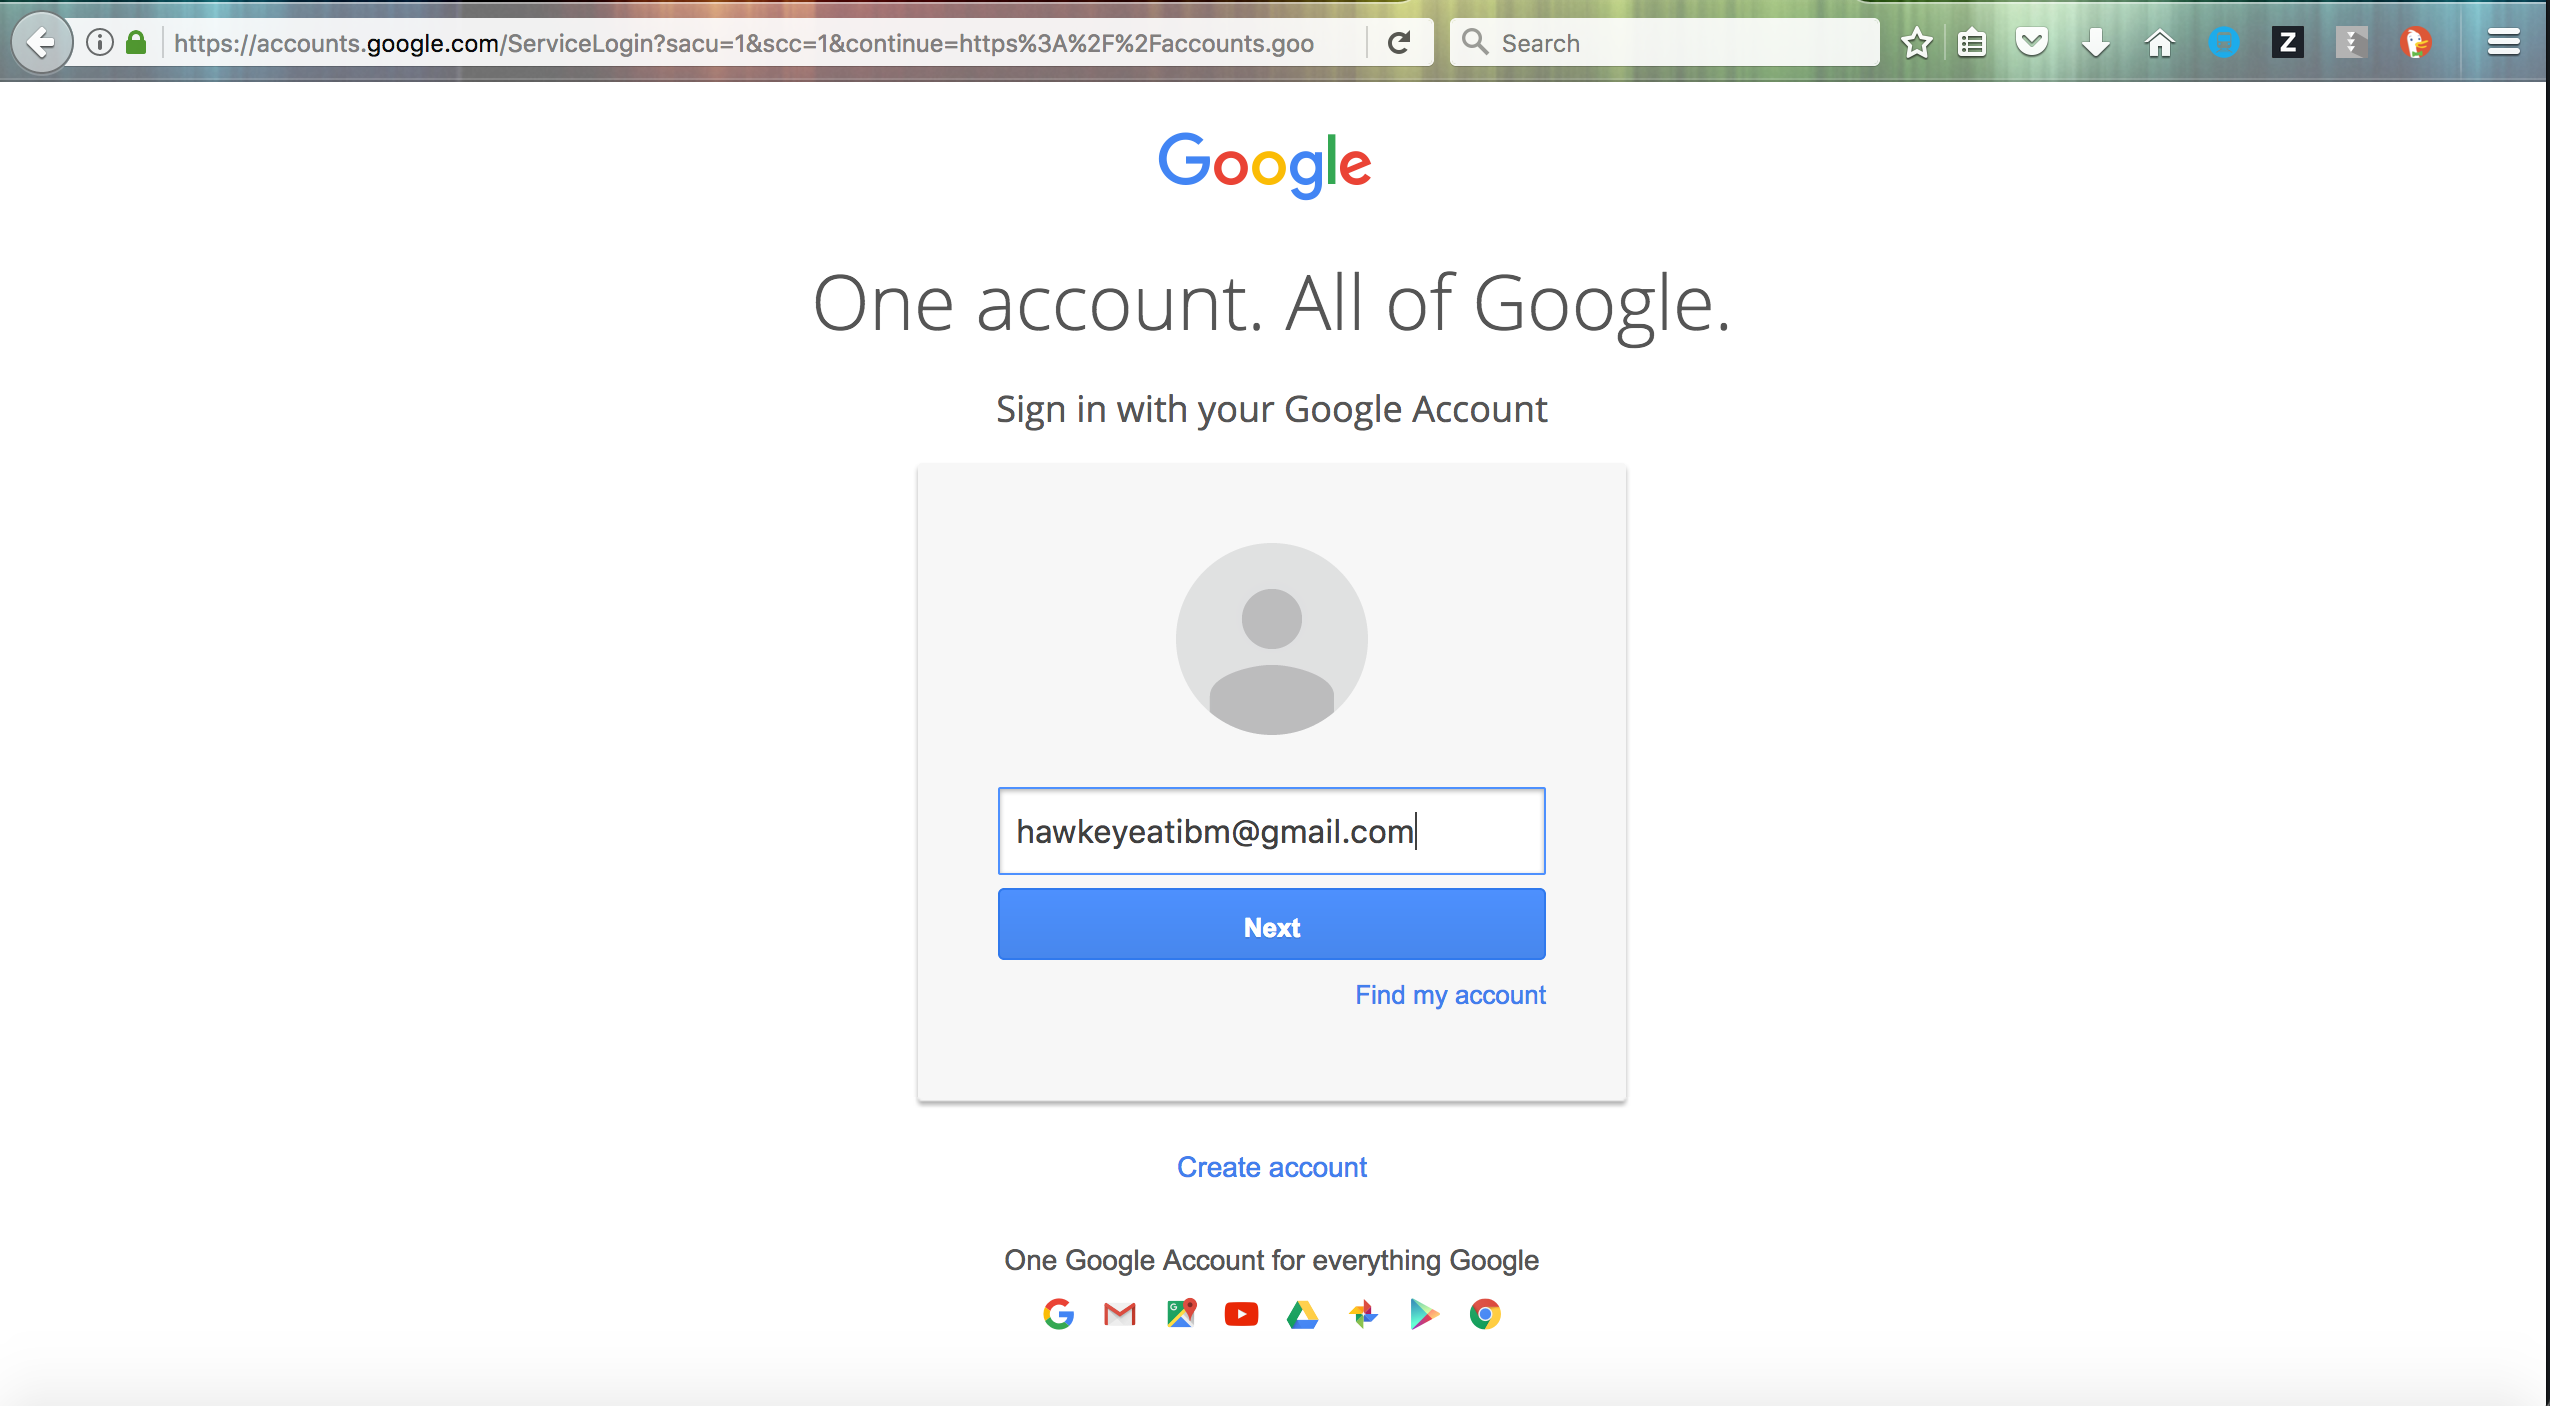 https://accounts.google.com/ServiceLogin?sacu=1&scc=1&continue=https%3A%2F%2Faccounts.goo
Search
Z
Google
One account. All of Google.
Sign in with your Google Account
hawkeyeatibm@gmail.com
Next
Find my account
Create account
One Google Account for everything Google